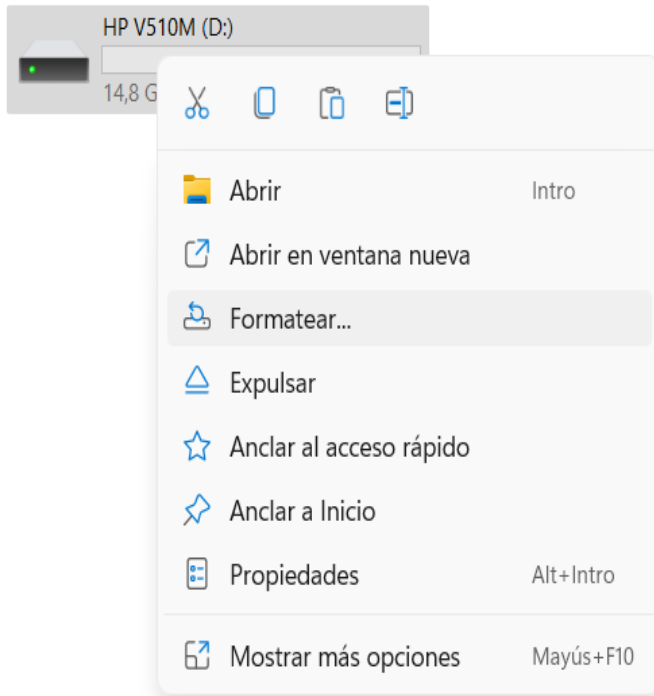 HP V510M (D:)
14,8 G
Abrir Intro
Abrir en ventana nueva
Formatear...
Expulsar
Anclar al acceso rápido
Anclar a Inicio
Propiedades Alt+Intro
Mostrar más opciones Mayús+F10